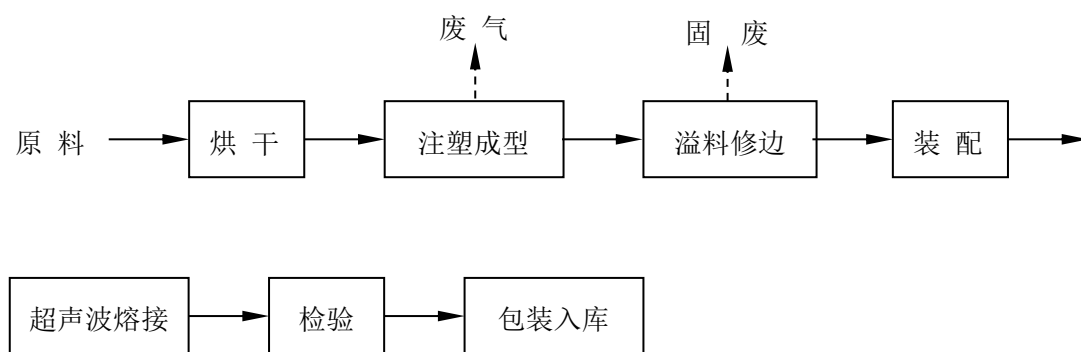 废 气
固 废
原 料
烘 干
注塑成型
溢料修边
装 配
超声波熔接
检验
包装入库